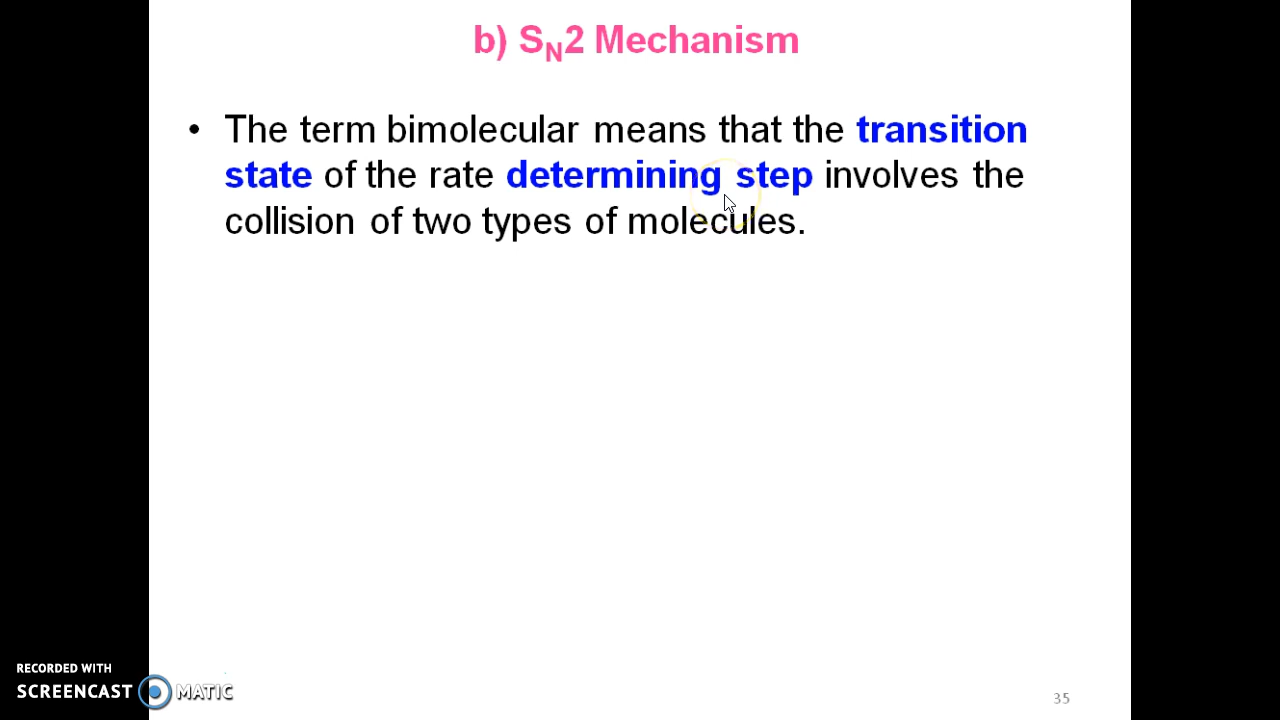 b) SN2 Mechanism
• The term bimolecular means that the transition
state of the rate determining step involves the
collision of two types of molecules.
RECORDED WITH
SCREENCAST MATIC
35